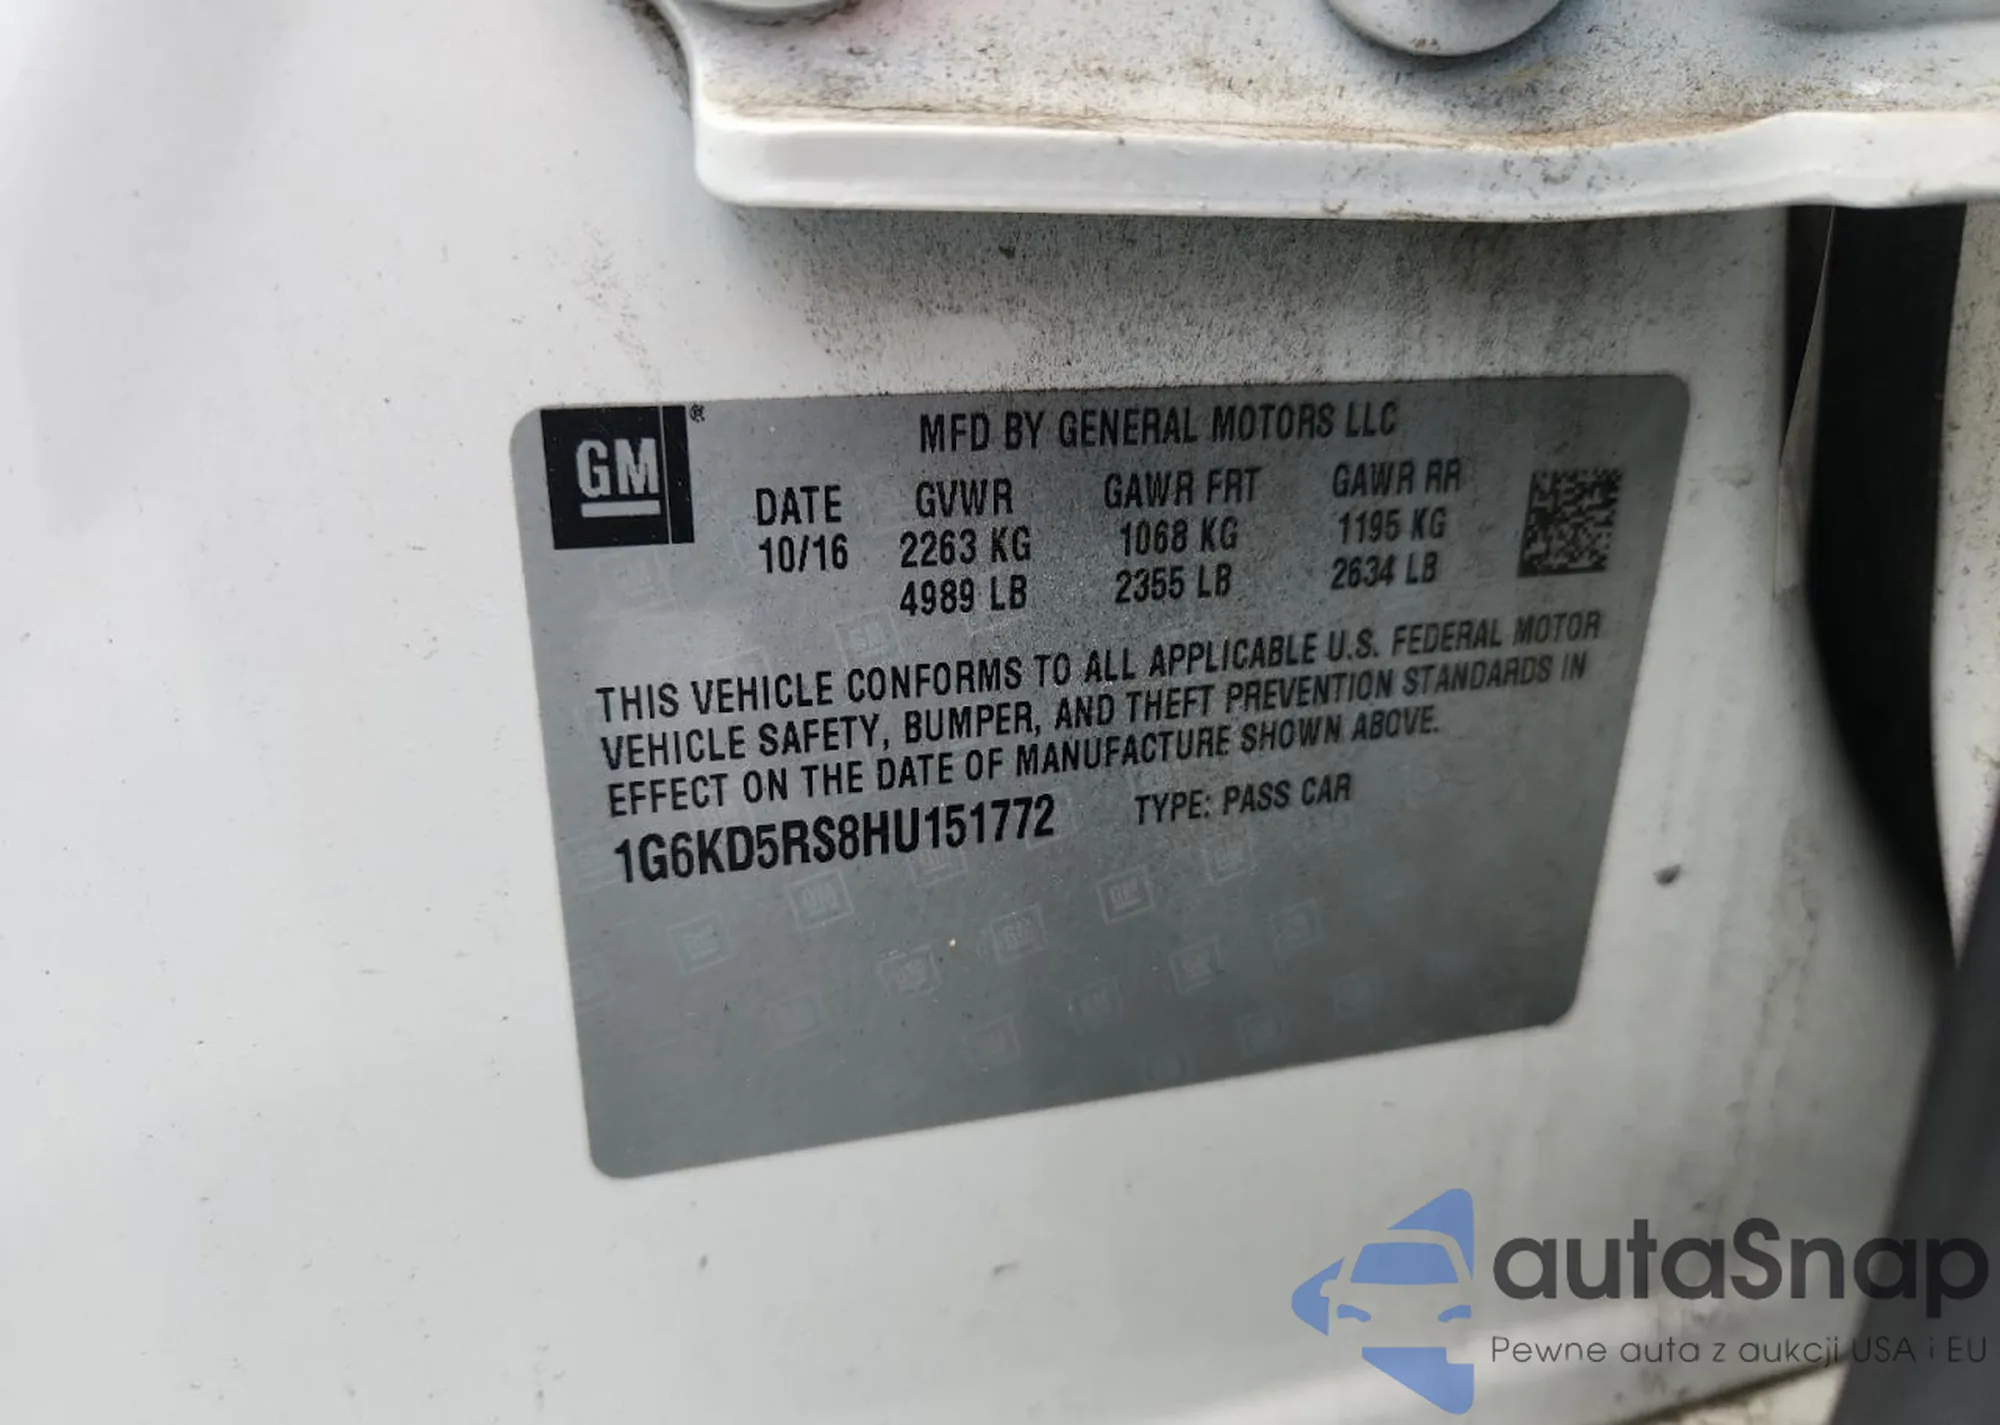 GM®
MFD BY GENERAL MOTORS LLC
DATE GVWR GAWR FRT GAWR RR
10/16 2263 KG 1068 KG 1195 KG
4989 LB 2355 LB 2634 LB
THIS VEHICLE CONFORMS TO ALL APPLICABLE U.S. FEDERAL MOTOR
VEHICLE SAFETY, BUMPER, AND THEFT PREVENTION STANDARDS IN
EFFECT ON THE DATE OF MANUFACTURE SHOWN ABOVE.
1G6KD5RS8HU151772 TYPE: PASS CAR
autaSnap
Pewne auta z aukcji USA i EU